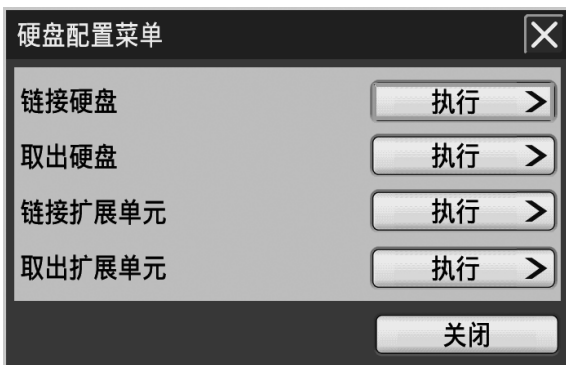 硬盘配置菜单
链接硬盘 执行
取出硬盘 执行
链接扩展单元 执行
取出扩展单元 执行
关闭